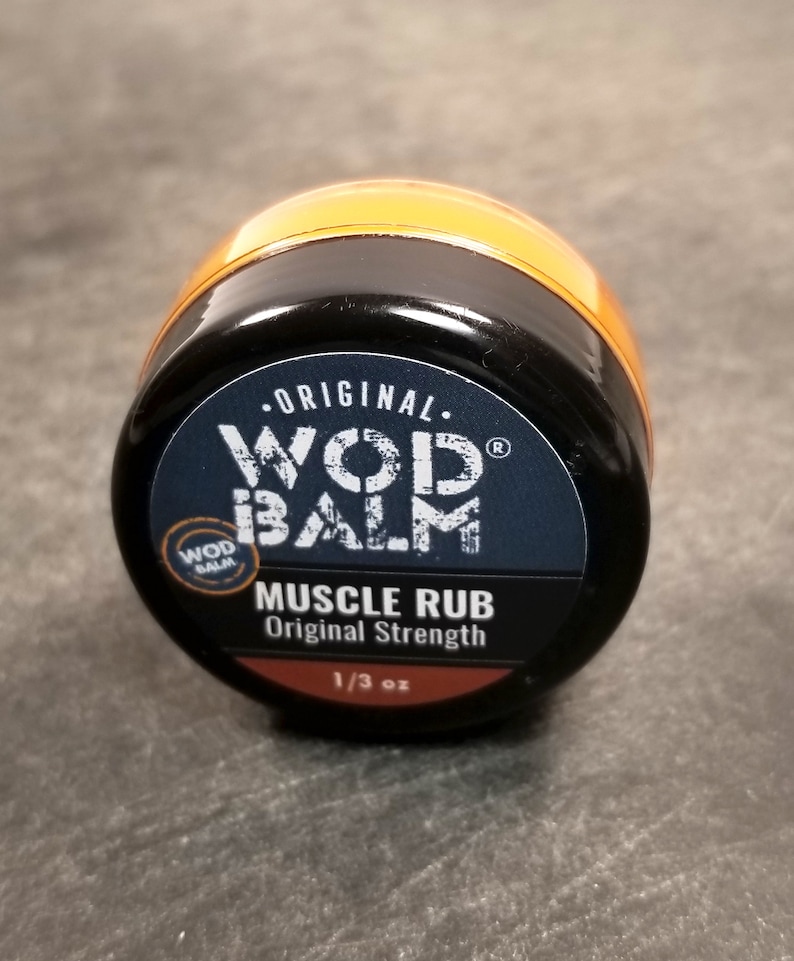 ·ORIGINAL·
WOD®
BALM
WOD
BALM
MUSCLE RUB
Original Strength
1/3 oz